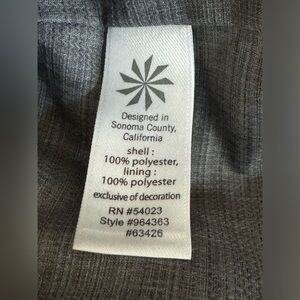 Designed in
Sonoma County,
California
shell :
100% polyester,
lining :
100% polyester
exclusive of decoration
RN #54023
Style #964363
#63426